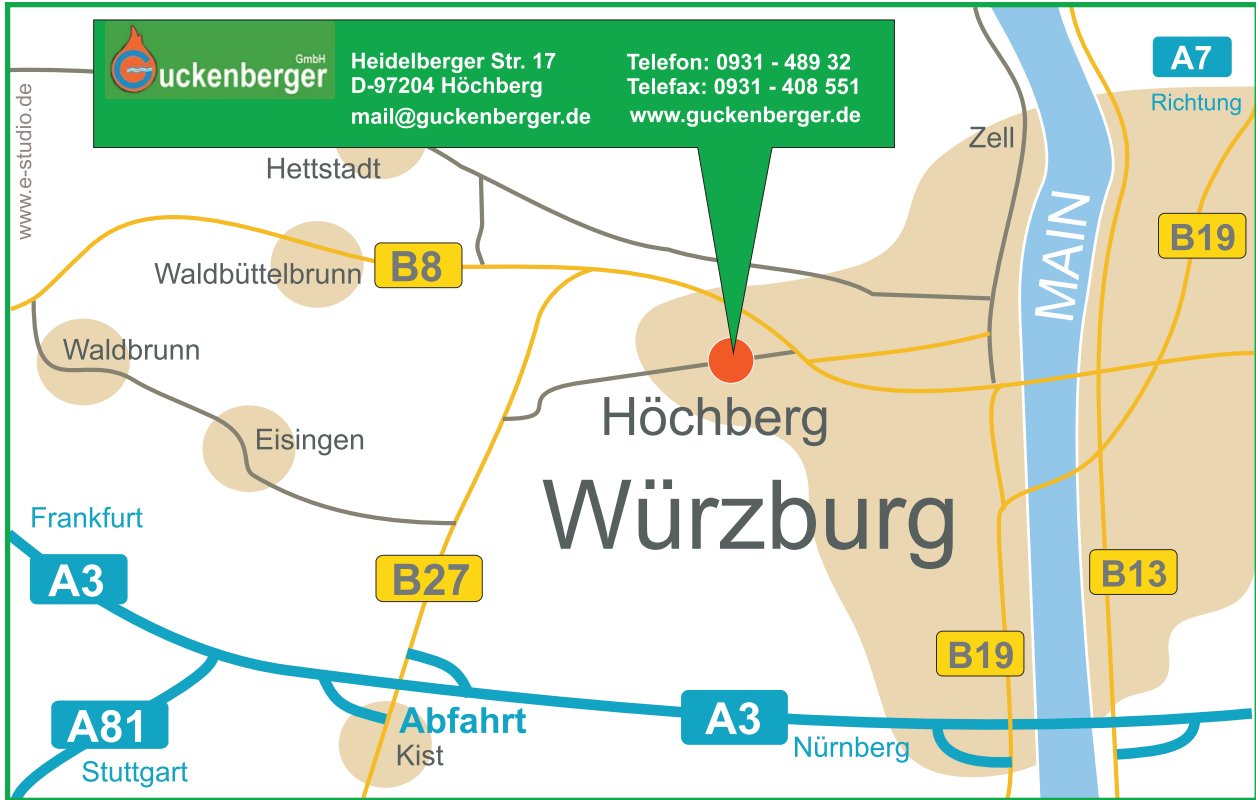 GmbH
Guckenberger
Heidelberger Str. 17
D-97204 Höchberg
mail@guckenberger.de
Telefon: 0931 - 489 32
Telefax: 0931 - 408 551
www.guckenberger.de
A7
Richtung
www.e-studio.de
Zell
Hettstadt
MAIN
B19
Waldbüttelbrunn
B8
Waldbrunn
Höchberg
Eisingen
Würzburg
Frankfurt
A3
B27
B13
B19
A81
Stuttgart
Abfahrt
Kist
A3
Nürnberg